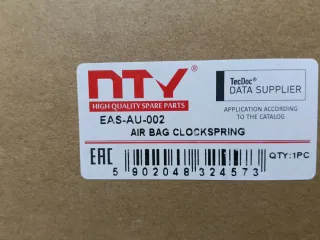 NTY
HIGH QUALITY SPARE PARTS
TecDoc®
DATA SUPPLIER
APPLICATION ACCORDING
TO THE CATALOG
EAS-AU-002
AIR BAG CLOCKSPRING
EAC
QTY:1PC
5 902048 324573